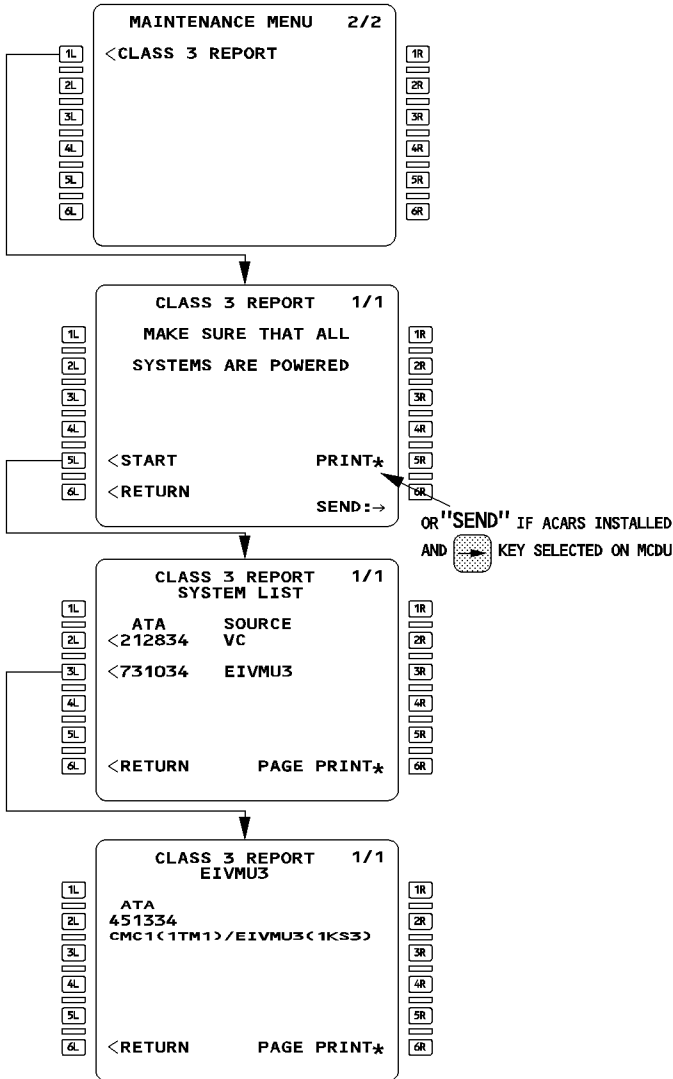 MAINTENANCE MENU 2/2
1L <CLASS 3 REPORT 1R
2L 2R
3L 3R
4L 4R
5L 5R
6L 6R
CLASS 3 REPORT 1/1
1L MAKE SURE THAT ALL 1R
2L SYSTEMS ARE POWERED 2R
3L 3R
4L 4R
5L <START PRINT* 5R
6L <RETURN 6R
SEND:→
OR "SEND" IF ACARS INSTALLED
AND → KEY SELECTED ON MCDU
CLASS 3 REPORT 1/1
SYSTEM LIST
1L 1R
ATA SOURCE
2L <212834 VC 2R
3L <731034 EIVMU3 3R
4L 4R
5L 5R
6L <RETURN PAGE PRINT* 6R
CLASS 3 REPORT 1/1
EIVMU3
1L 1R
ATA
2L 451334 2R
CMC1(1TM1)/EIVMU3(1KS3)
3L 3R
4L 4R
5L 5R
6L <RETURN PAGE PRINT* 6R